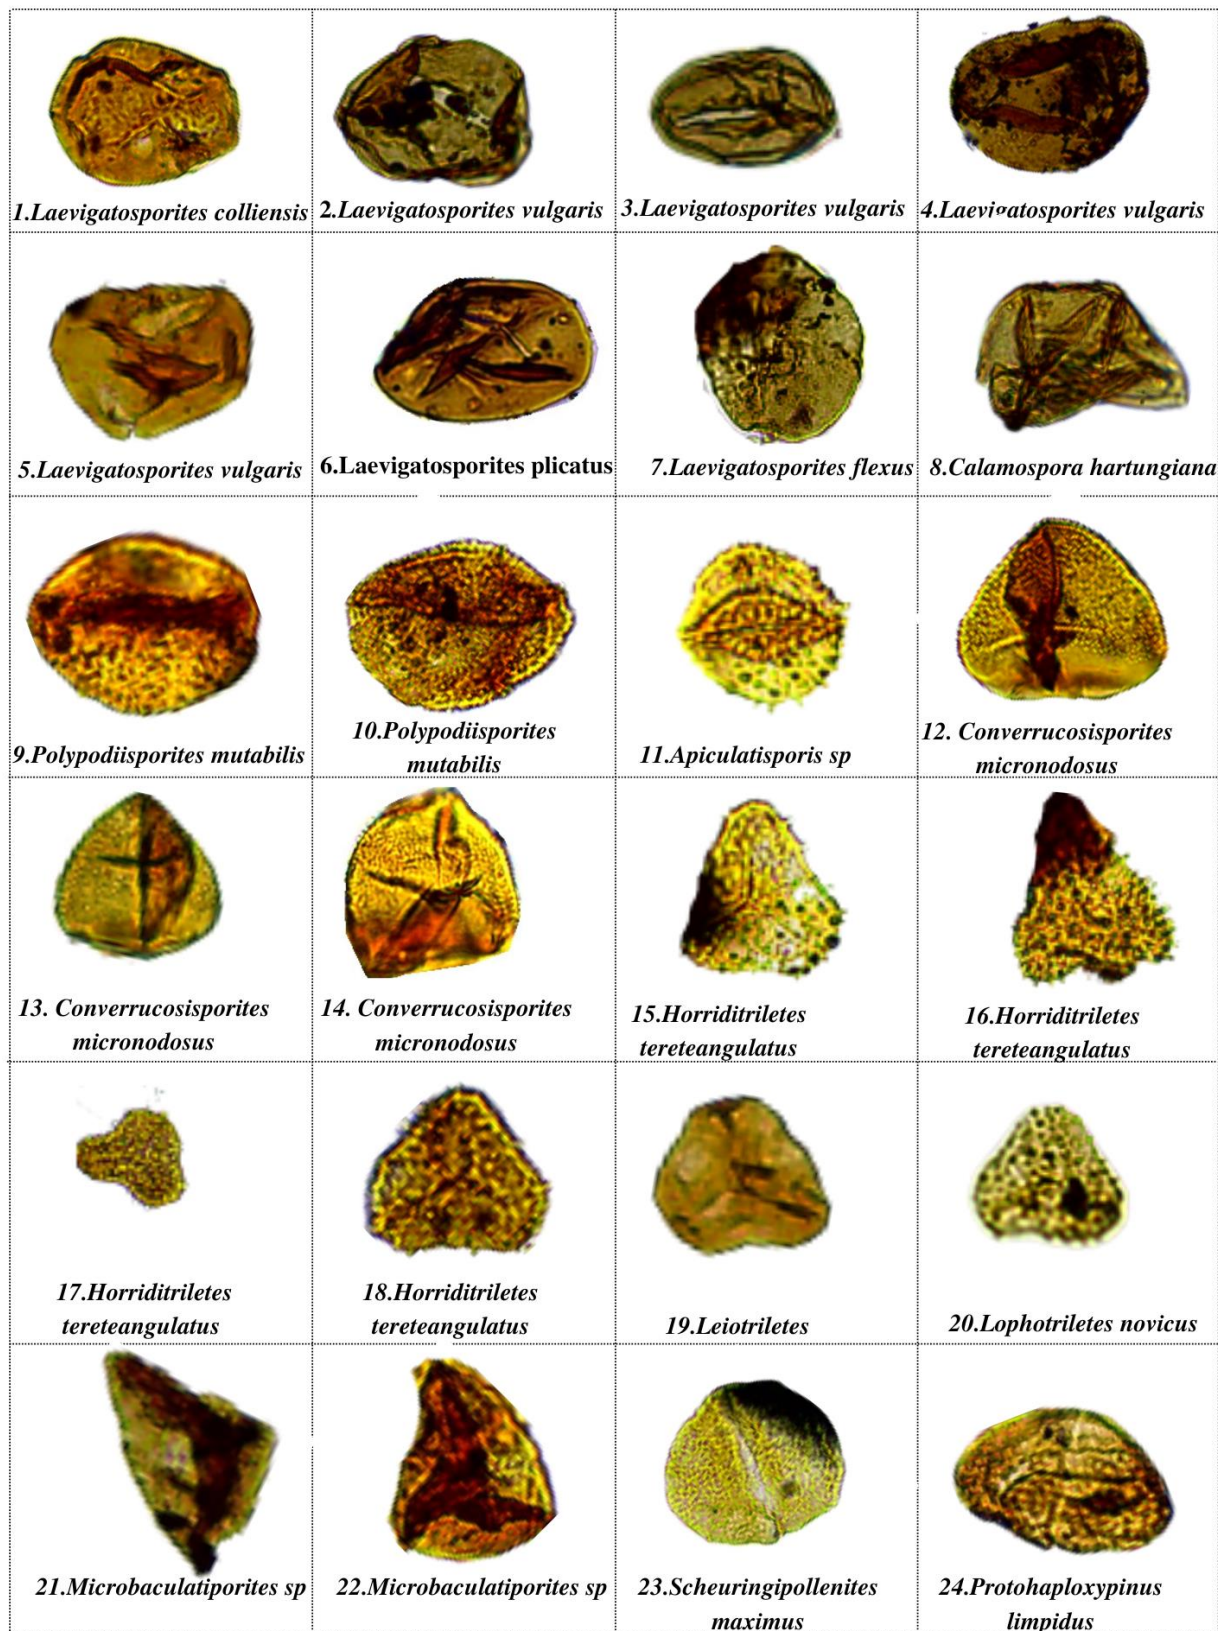 1.Laevigatosporites colliensis
2.Laevigatosporites vulgaris
3.Laevigatosporites vulgaris
4.Laevigatosporites vulgaris
5.Laevigatosporites vulgaris
6.Laevigatosporites plicatus
7.Laevigatosporites flexus
8.Calamospora hartungiana
9.Polypodiisporites mutabilis
10.Polypodiisporites
mutabilis
11.Apiculatisporis sp
12. Converrucosisporites
micronodosus
13. Converrucosisporites
micronodosus
14. Converrucosisporites
micronodosus
15.Horriditriletes
tereteangulatus
16.Horriditriletes
tereteangulatus
17.Horriditriletes
tereteangulatus
18.Horriditriletes
tereteangulatus
19.Leiotriletes
20.Lophotriletes novicus
21.Microbaculatiporites sp
22.Microbaculatiporites sp
23.Scheuringipollenites
maximus
24.Protohaploxypinus
limpidus